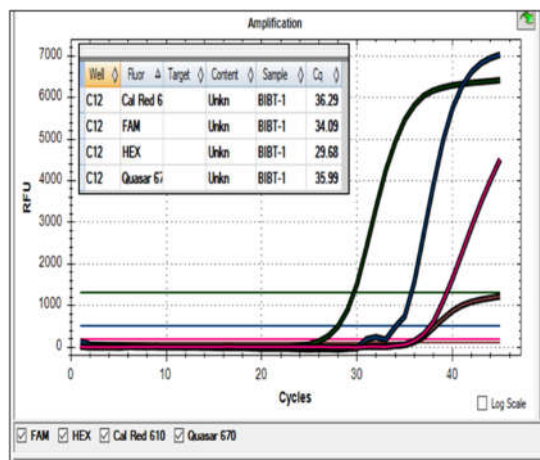 Amplification
Well Fluor Target Content Sample Cq
C12 Cal Red 6 Unkn BIBT-1 36.29
C12 FAM Unkn BIBT-1 34.09
C12 HEX Unkn BIBT-1 29.68
C12 Quasar 67 Unkn BIBT-1 35.99
7000
6000
5000
4000
3000
2000
1000
0
RFU
0 10 20 30 40
Cycles
Log Scale
FAM HEX Cal Red 610 Quasar 670